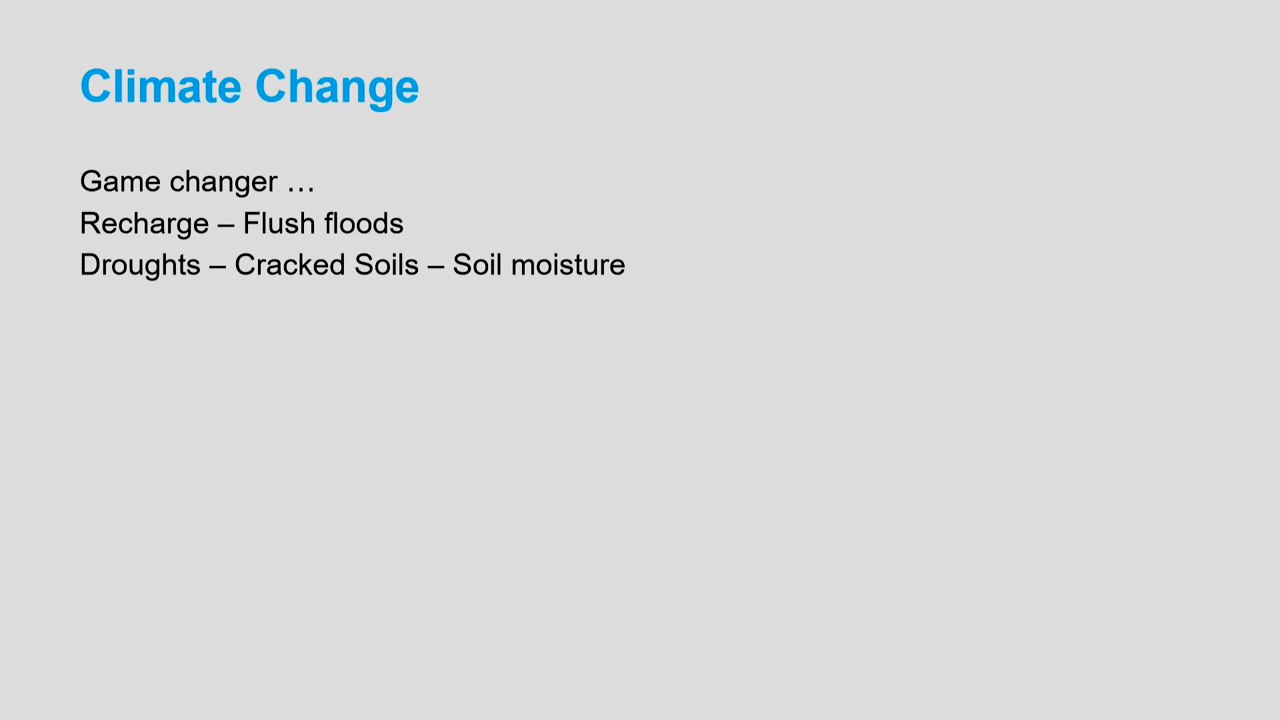 Climate Change
Game changer …
Recharge – Flush floods
Droughts – Cracked Soils – Soil moisture